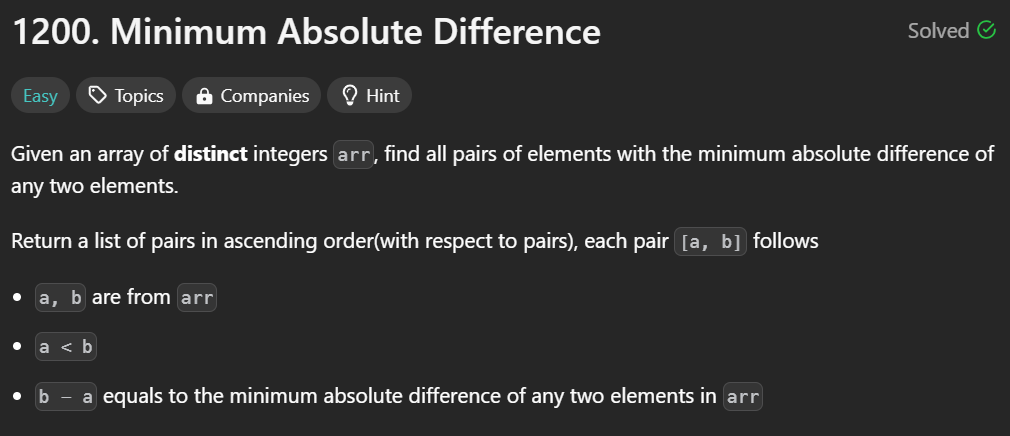 1200. Minimum Absolute Difference
Solved
Easy Topics Companies Hint
Given an array of distinct integers arr, find all pairs of elements with the minimum absolute difference of
any two elements.
Return a list of pairs in ascending order(with respect to pairs), each pair [a, b] follows
• a, b are from arr
• a < b
• b - a equals to the minimum absolute difference of any two elements in arr